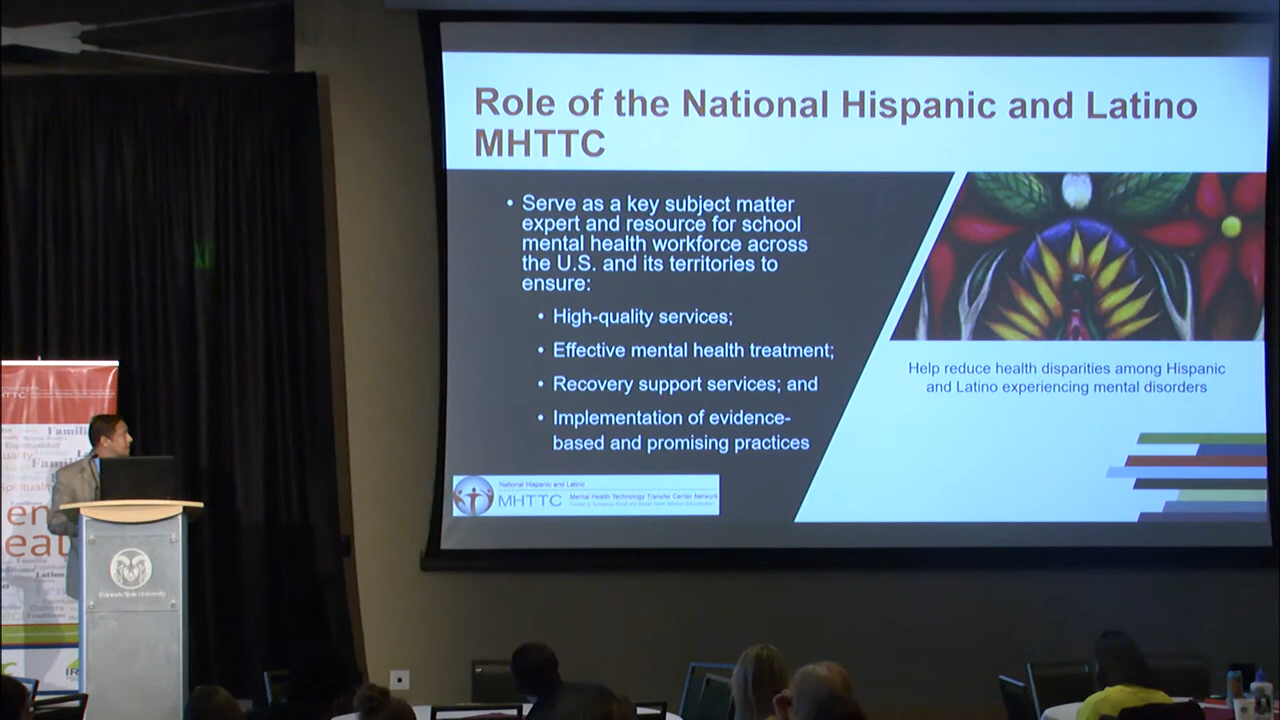 Role of the National Hispanic and Latino
MHTTC
• Serve as a key subject matter
expert and resource for school
mental health workforce across
the U.S. and its territories to
ensure:
• High-quality services;
• Effective mental health treatment;
• Recovery support services; and
• Implementation of evidence-
based and promising practices
Help reduce health disparities among Hispanic
and Latino experiencing mental disorders
National Hispanic and Latino
MHTTC
Mental Health Technology Transfer Center Network
Colorado State University